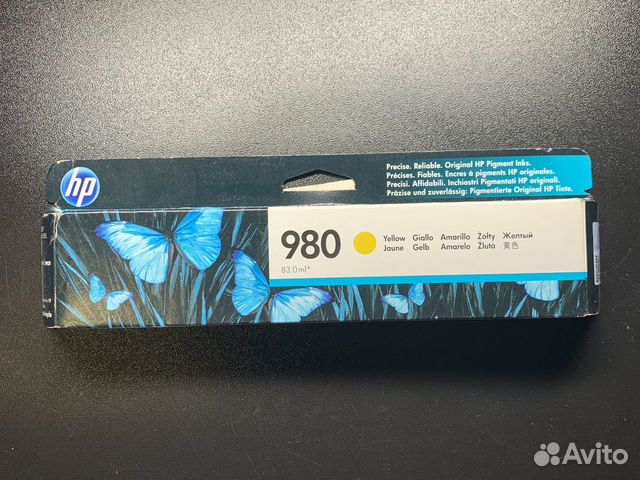 hp
Precise. Reliable. Original HP Pigment Inks.
Précises. Fiables. Encres à pigments HP originales.
Precisi. Affidabili. Inchiostri Pigmentati HP originali.
Präzise und zuverlässig: Pigmentierte Original HP Tinte.
980
83.0ml*
Yellow Giallo Amarillo Żółty Желтый
Jaune Gelb Amarelo Žlutá 黄色
Avito